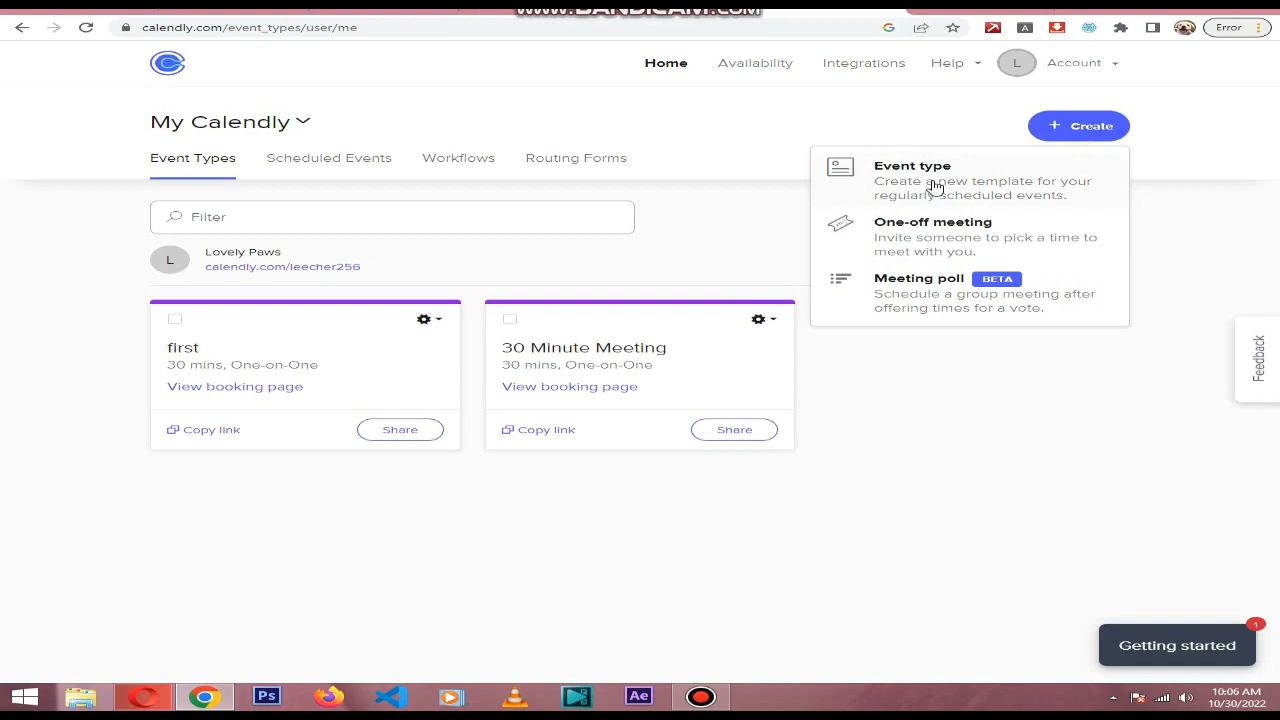 www.BANDICAM.com
calendly.com/event_types/user/me
A
Error
Home
Availability
Integrations
Help
L
Account
My Calendly
+ Create
Event Types
Scheduled Events
Workflows
Routing Forms
Event type
Create a new template for your
regularly scheduled events.
One-off meeting
Invite someone to pick a time to
meet with you.
Meeting poll BETA
Schedule a group meeting after
offering times for a vote.
Filter
L
Lovely Paws
calendly.com/leecher256
first
30 mins, One-on-One
View booking page
Copy link
Share
30 Minute Meeting
30 mins, One-on-One
View booking page
Copy link
Share
Feedback
1
Getting started
Ps
Ae
10:06 AM
10/30/2022